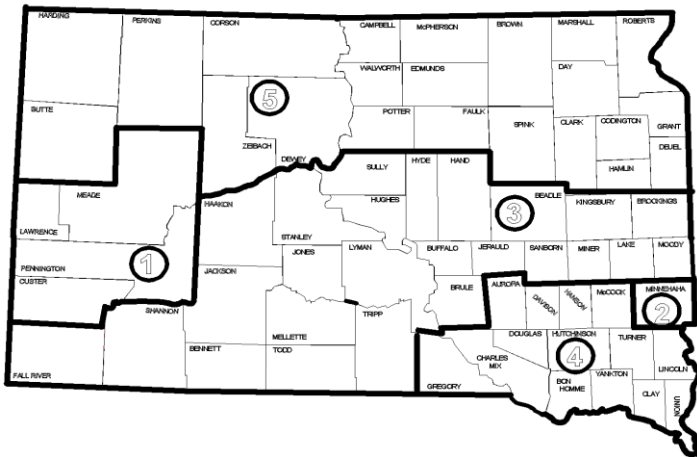 HARDING
PERKINS
CORSON
CAMPBELL
McPHERSON
BROWN
MARSHALL
ROBERTS
WALWORTH
EDMUNDS
DAY
5
BUTTE
POTTER
FAULK
SPINK
CLARK
CODINGTON
GRANT
ZEIBACH
DEWEY
DEUEL
SULLY
HYDE
HAND
HAMLIN
MEADE
HAAKON
HUGHES
BEADLE
KINGSBURY
BROOKINGS
3
LAWRENCE
STANLEY
JONES
LYMAN
BUFFALO
JERAULD
SANBORN
MINER
LAKE
MOODY
1
PENNINGTON
JACKSON
CUSTER
BRULE
AURORA
DAVISON
HANSON
McCOOK
MINNEHAHA
2
SHANNON
TRIPP
MELLETTE
DOUGLAS
HUTCHINSON
TURNER
BENNETT
TODD
CHARLES
MIX
4
LINCOLN
FALL RIVER
GREGORY
BON
HOMME
YANKTON
CLAY
UNION